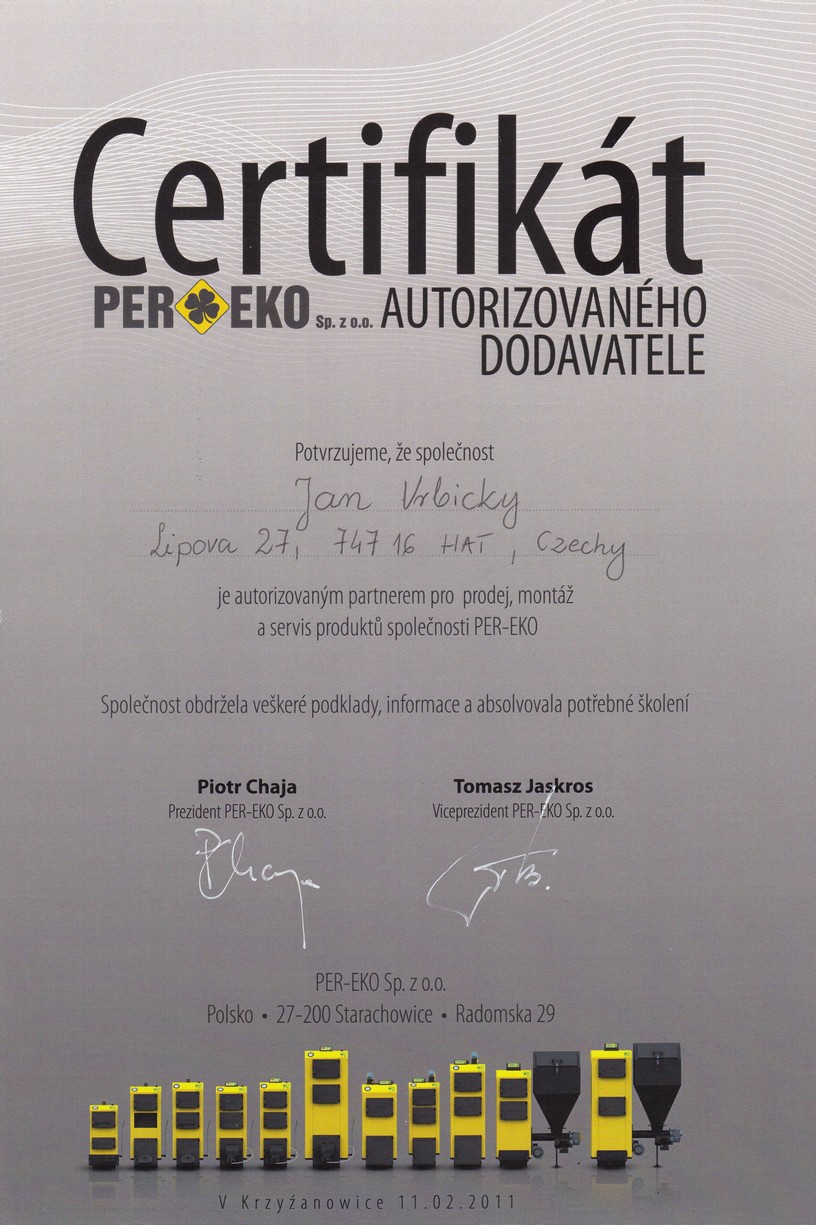 Certifikát
PER EKO Sp. z o.o. AUTORIZOVANÉHO
DODAVATELE
Potvrzujeme, že společnost
Jan Vrbicky
Lipova 27, 747 16 HAT, Czechy
je autorizovaným partnerem pro prodej, montáž
a servis produktů společnosti PER-EKO
Společnost obdržela veškeré podklady, informace a absolvovala potřebné školení
Piotr Chaja Tomasz Jaskros
Prezident PER-EKO Sp. z o.o. Viceprezident PER-EKO Sp. z o.o.
PER-EKO Sp. z o.o.
Polsko • 27-200 Starachowice • Radomska 29
V Krzyźanowice 11.02.2011